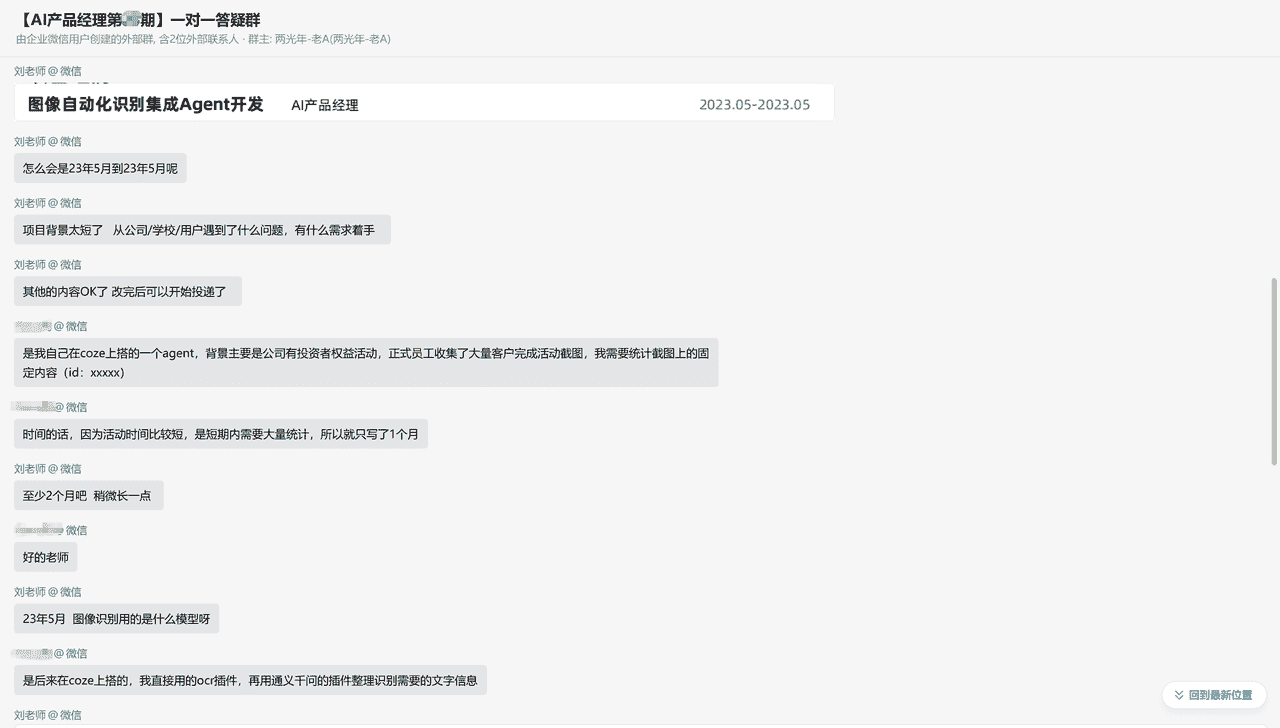 【AI产品经理第期】一对一答疑群
由企业微信用户创建的外部群, 含2位外部联系人 · 群主: 两光年-老A(两光年-老A)
刘老师@微信
图像自动化识别集成Agent开发 AI产品经理 2023.05-2023.05
刘老师@微信
怎么会是23年5月到23年5月呢
刘老师@微信
项目背景太短了 从公司/学校/用户遇到了什么问题，有什么需求着手
刘老师@微信
其他的内容OK了 改完后可以开始投递了
@微信
是我自己在coze上搭的一个agent，背景主要是公司有投资者权益活动，正式员工收集了大量客户完成活动截图，我需要统计截图上的固
定内容（id：xxxxx）
@微信
时间的话，因为活动时间比较短，是短期内需要大量统计，所以就只写了1个月
刘老师@微信
至少2个月吧 稍微长一点
@微信
好的老师
刘老师@微信
23年5月 图像识别用的是什么模型呀
@微信
是后来在coze上搭的，我直接用的ocr插件，再用通义千问的插件整理识别需要的文字信息
回到最新位置
刘老师@微信